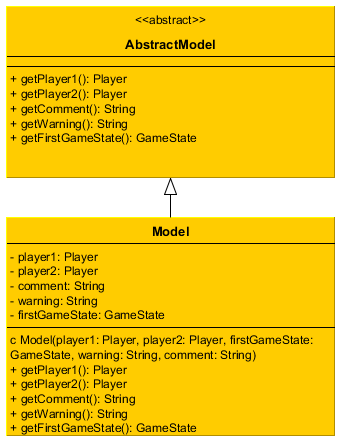 <<abstract>>
AbstractModel
+ getPlayer1(): Player
+ getPlayer2(): Player
+ getComment(): String
+ getWarning(): String
+ getFirstGameState(): GameState
Model
- player1: Player
- player2: Player
- comment: String
- warning: String
- firstGameState: GameState
c Model(player1: Player, player2: Player, firstGameState:
GameState, warning: String, comment: String)
+ getPlayer1(): Player
+ getPlayer2(): Player
+ getComment(): String
+ getWarning(): String
+ getFirstGameState(): GameState